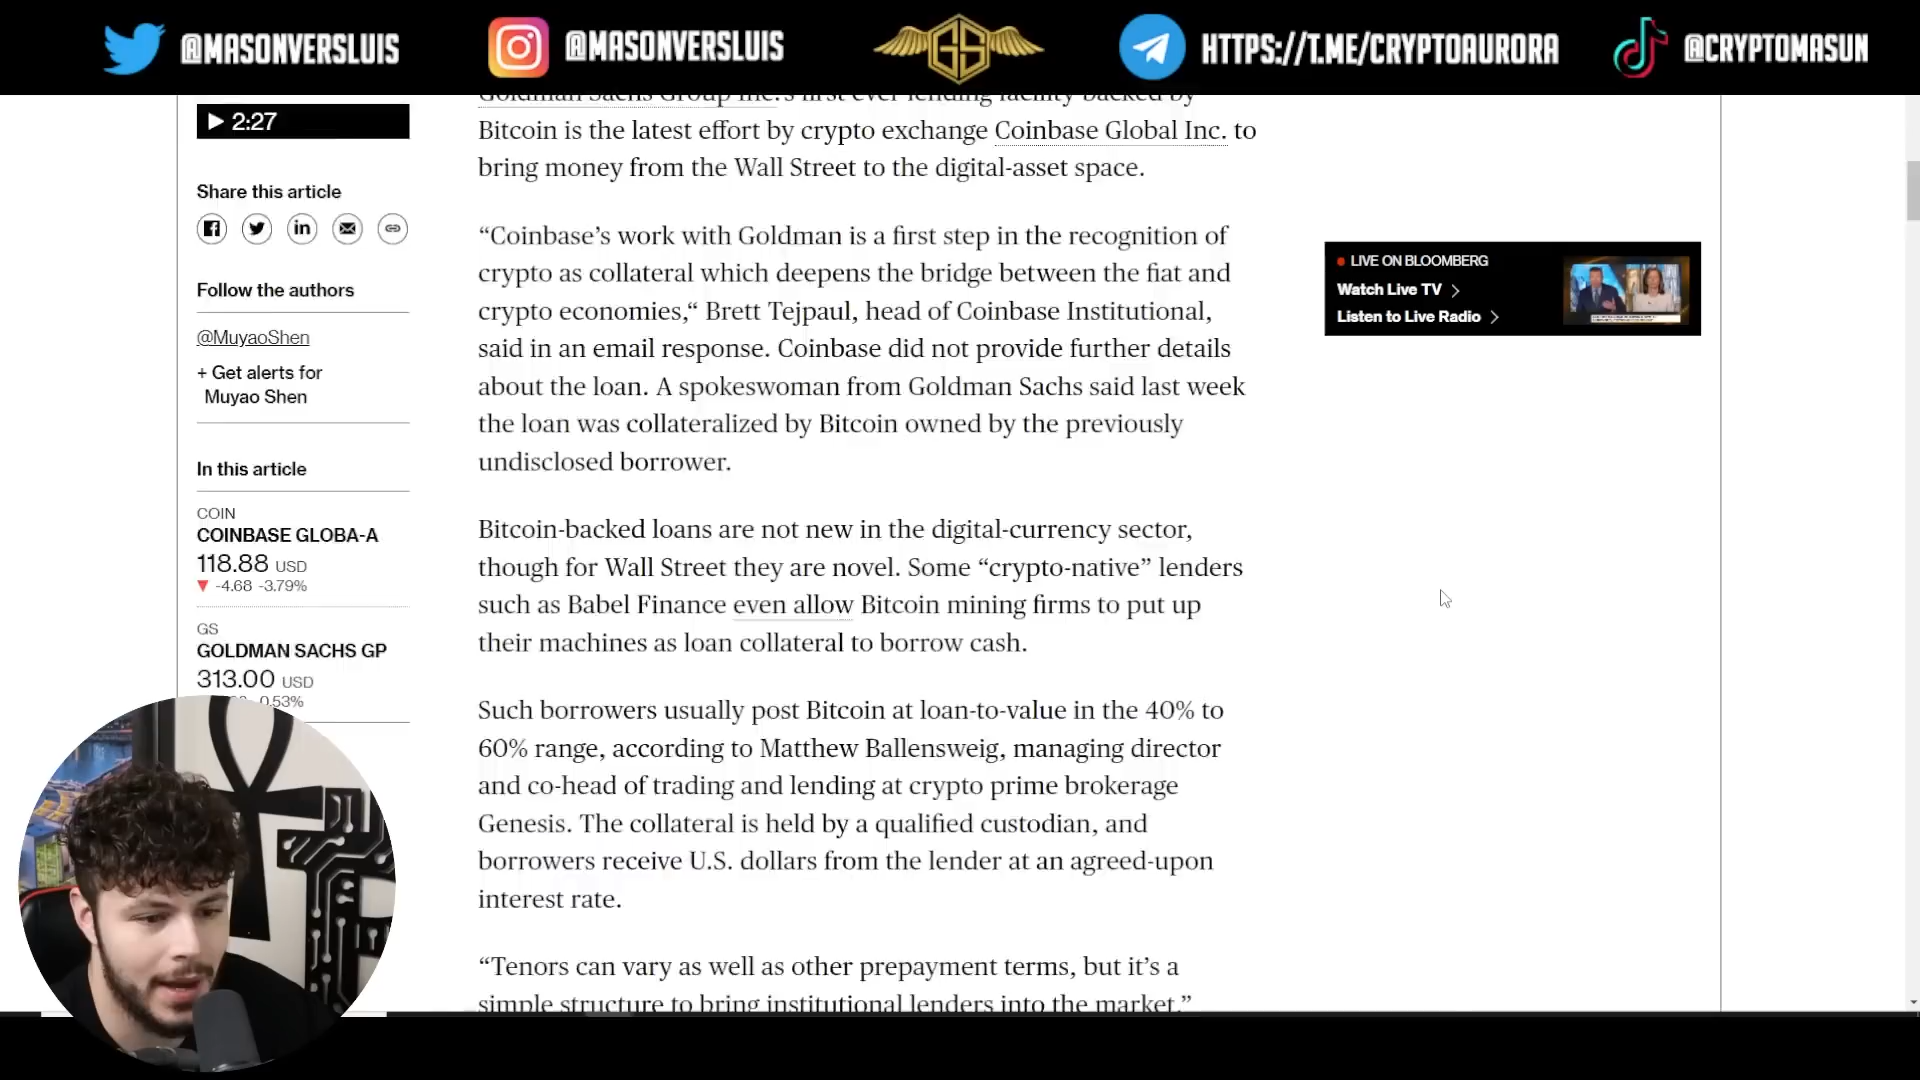 @MASONVERSLUIS
@MASONVERSLUIS
GS
HTTPS://T.ME/CRYPTOAURORA
@CRYPTOMASUN
2:27
Share this article
Follow the authors
@MuyaoShen
+ Get alerts for
Muyao Shen
In this article
COIN
COINBASE GLOBA-A
118.88 USD
▼ -4.68 -3.79%
GS
GOLDMAN SACHS GP
313.00 USD
0.53%
Goldman Sachs Group Inc.'s first ever lending facility backed by
Bitcoin is the latest effort by crypto exchange Coinbase Global Inc. to
bring money from the Wall Street to the digital-asset space.
“Coinbase’s work with Goldman is a first step in the recognition of
crypto as collateral which deepens the bridge between the fiat and
crypto economies,“ Brett Tejpaul, head of Coinbase Institutional,
said in an email response. Coinbase did not provide further details
about the loan. A spokeswoman from Goldman Sachs said last week
the loan was collateralized by Bitcoin owned by the previously
undisclosed borrower.
Bitcoin-backed loans are not new in the digital-currency sector,
though for Wall Street they are novel. Some “crypto-native” lenders
such as Babel Finance even allow Bitcoin mining firms to put up
their machines as loan collateral to borrow cash.
Such borrowers usually post Bitcoin at loan-to-value in the 40% to
60% range, according to Matthew Ballensweig, managing director
and co-head of trading and lending at crypto prime brokerage
Genesis. The collateral is held by a qualified custodian, and
borrowers receive U.S. dollars from the lender at an agreed-upon
interest rate.
“Tenors can vary as well as other prepayment terms, but it’s a
simple structure to bring institutional lenders into the market,”
LIVE ON BLOOMBERG
Watch Live TV >
Listen to Live Radio >